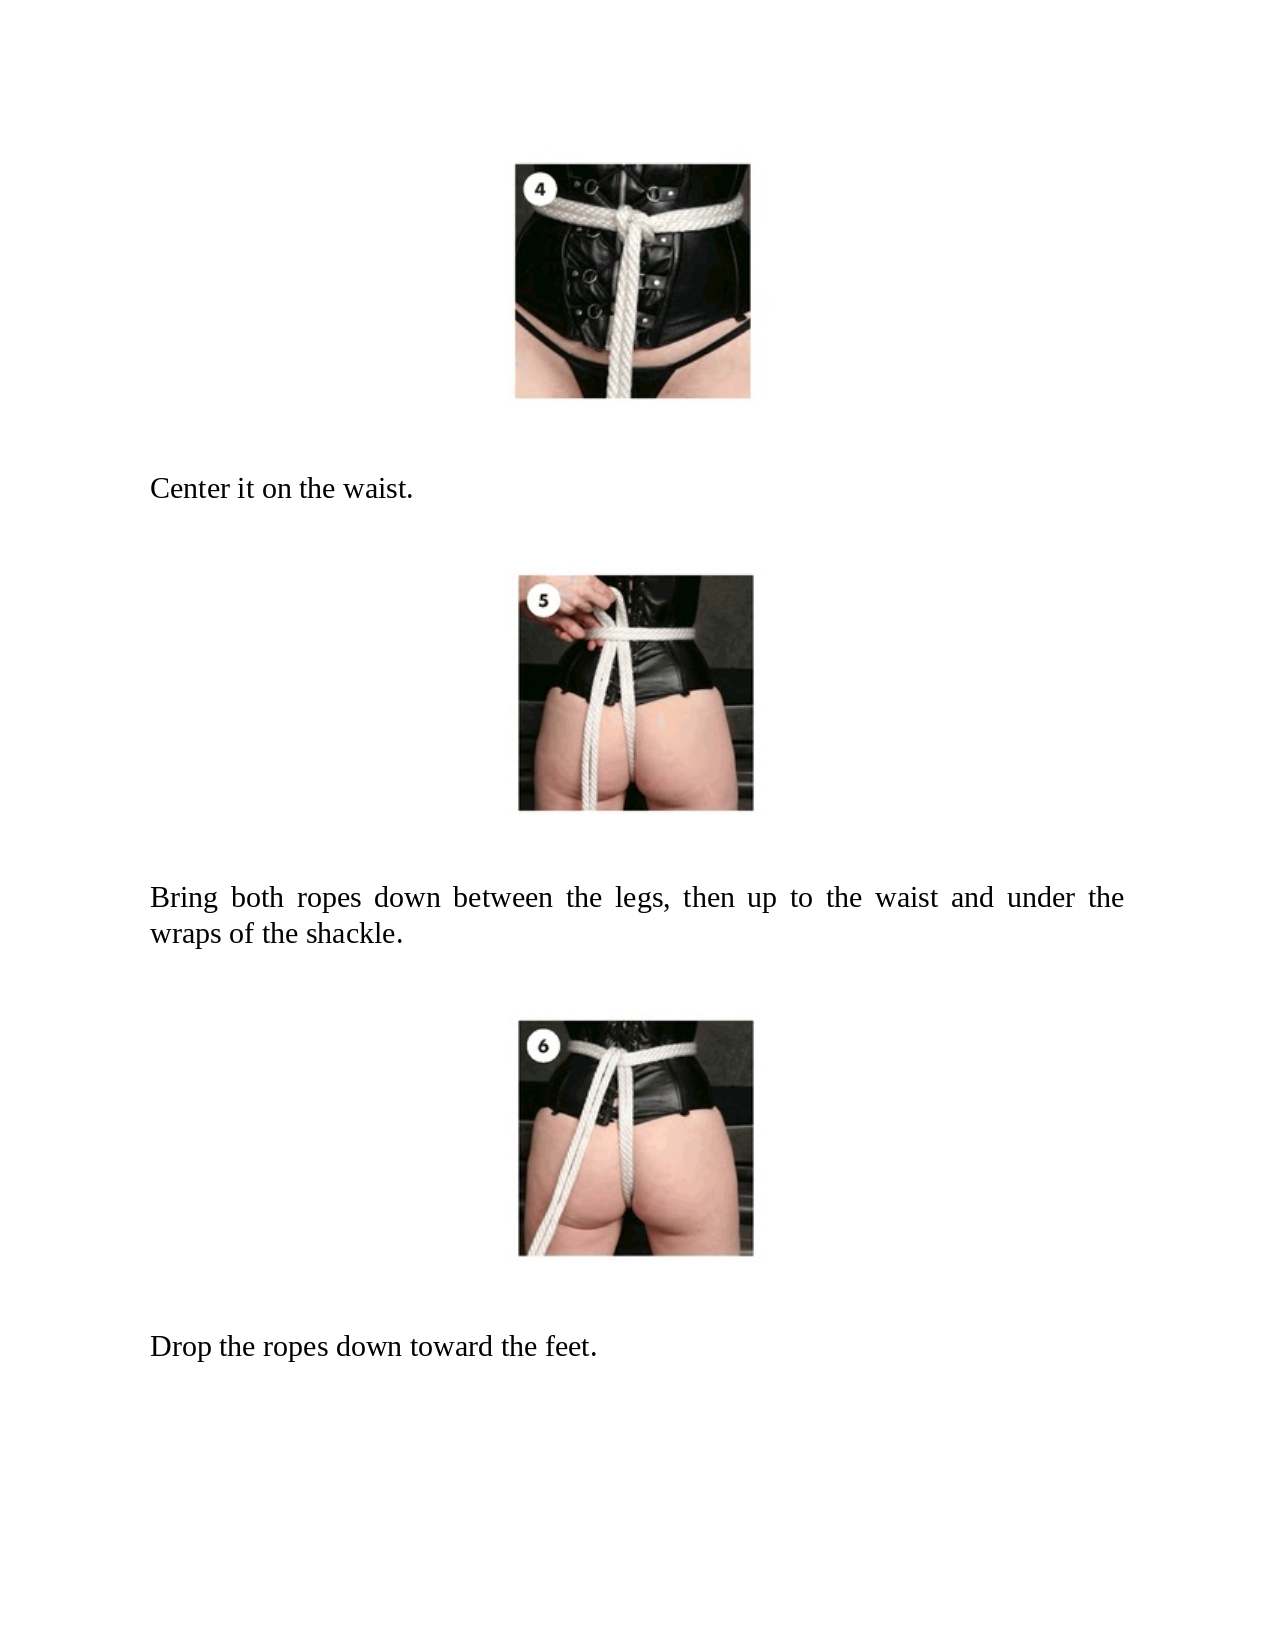 4
Center it on the waist.
5
Bring both ropes down between the legs, then up to the waist and under the
wraps of the shackle.
6
Drop the ropes down toward the feet.